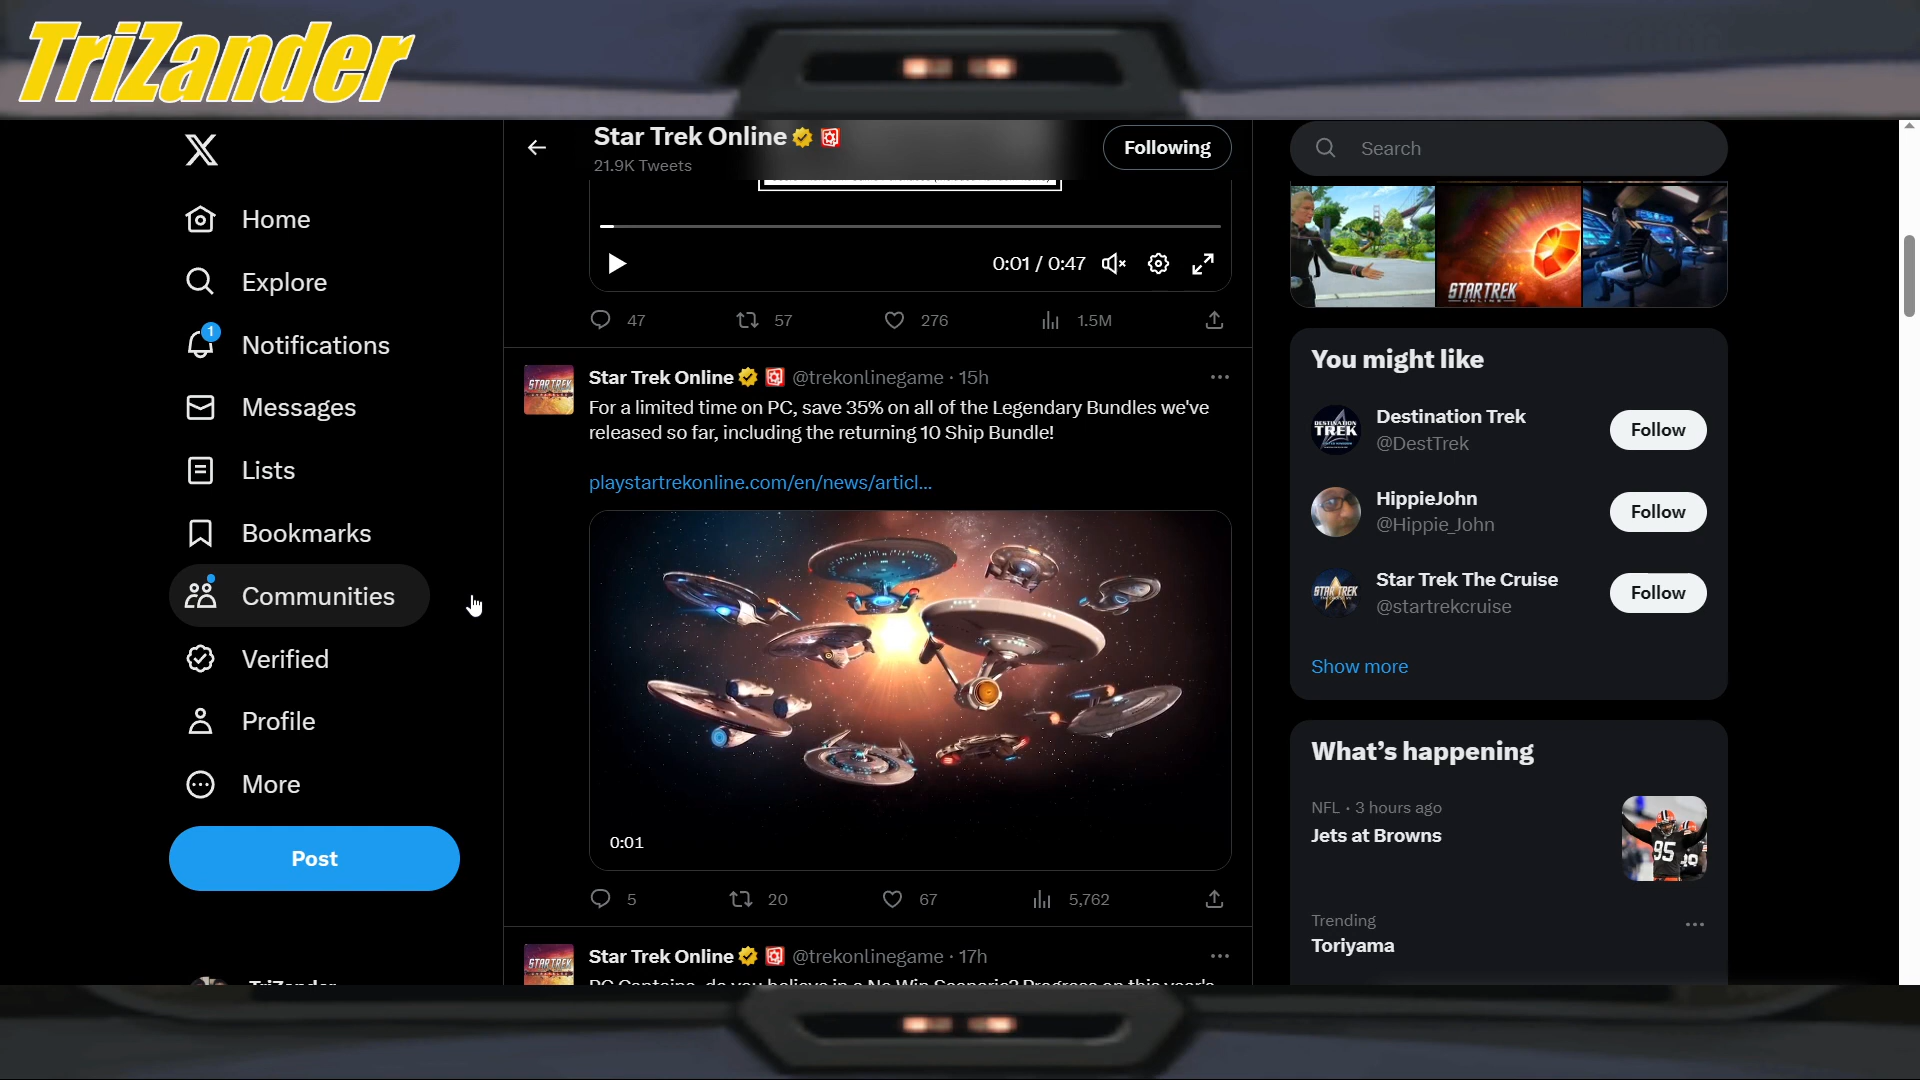 TriZander
Star Trek Online
21.9K Tweets
Following
Search
Home
Explore
1
Notifications
Messages
Lists
Bookmarks
Communities
Verified
Profile
More
Post
0:01 / 0:47
47
57
276
1.5M
Star Trek Online @trekonlinegame · 15h
For a limited time on PC, save 35% on all of the Legendary Bundles we've
released so far, including the returning 10 Ship Bundle!
playstartrekonline.com/en/news/articl...
0:01
5
20
67
5,762
Star Trek Online @trekonlinegame · 17h
STAR TREK
ONLINE
You might like
Destination Trek
@DestTrek
Follow
HippieJohn
@Hippie_John
Follow
Star Trek The Cruise
@startrekcruise
Follow
Show more
What's happening
NFL · 3 hours ago
Jets at Browns
95
Trending
Toriyama